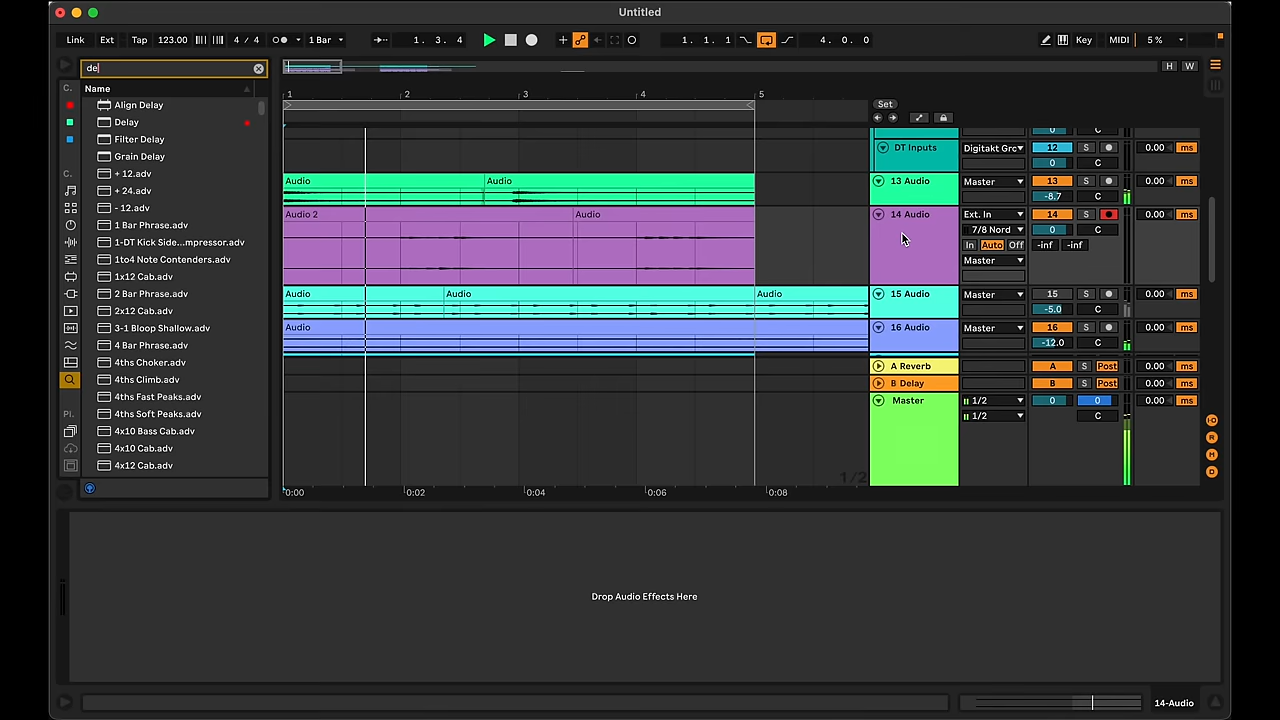 Untitled
Link Ext Tap 123.00 4 / 4 1 Bar 1. 3. 4 1. 1. 1 4. 0. 0 Key MIDI 5 %
de
H W
C.
Name
1 2 3 4 5 Set
Align Delay
Delay
Filter Delay
Grain Delay
+ 12.adv
+ 24.adv
- 12.adv
1 Bar Phrase.adv
1-DT Kick Side...mpressor.adv
1to4 Note Contenders.adv
1x12 Cab.adv
2 Bar Phrase.adv
2x12 Cab.adv
3-1 Bloop Shallow.adv
4 Bar Phrase.adv
4ths Choker.adv
4ths Climb.adv
4ths Fast Peaks.adv
4ths Soft Peaks.adv
4x10 Bass Cab.adv
4x10 Cab.adv
4x12 Cab.adv
C.
Pl.
0 C
DT Inputs Digitakt Grc 12 S 0.00 ms
0 C
Audio Audio 13 Audio Master 13 S 0.00 ms
-8.7 C
Audio 2 Audio 14 Audio Ext. In 14 S 0.00 ms
7/8 Nord 0 C
In Auto Off -inf -inf
Master
Audio Audio Audio 15 Audio Master 15 S 0.00 ms
-5.0 C
Audio 16 Audio Master 16 S 0.00 ms
-12.0 C
A Reverb A S Post 0.00 ms
B Delay B S Post 0.00 ms
Master 1/2 0 0 0.00 ms
1/2 C
1/2
0:00 0:02 0:04 0:06 0:08
I·O
R
M
D
Drop Audio Effects Here
14-Audio